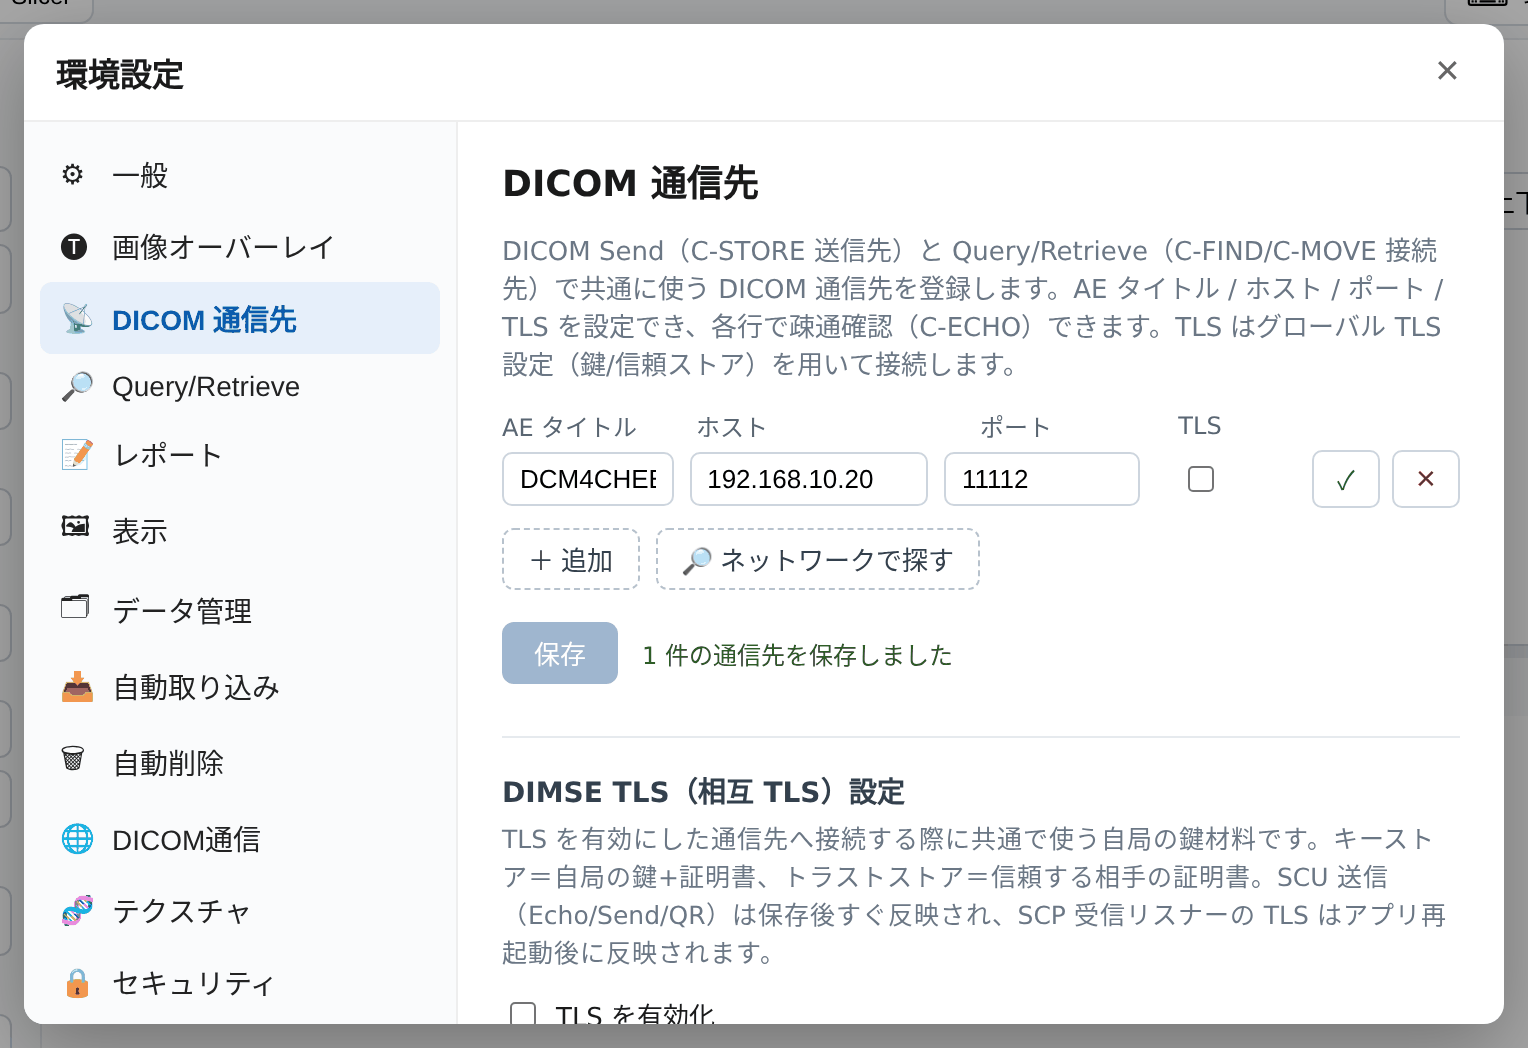 環境設定
一般
画像オーバーレイ
DICOM 通信先
Query/Retrieve
レポート
表示
データ管理
自動取り込み
自動削除
DICOM通信
テクスチャ
セキュリティ
DICOM 通信先
DICOM Send（C-STORE 送信先）と Query/Retrieve（C-FIND/C-MOVE 接続
先）で共通に使う DICOM 通信先を登録します。AE タイトル / ホスト / ポート /
TLS を設定でき、各行で疎通確認（C-ECHO）できます。TLS はグローバル TLS
設定（鍵/信頼ストア）を用いて接続します。
AE タイトル ホスト ポート TLS
DCM4CHEE 192.168.10.20 11112
＋ 追加 ネットワークで探す
保存 1 件の通信先を保存しました
DIMSE TLS（相互 TLS）設定
TLS を有効にした通信先へ接続する際に共通で使う自局の鍵材料です。キースト
ア＝自局の鍵+証明書、トラストストア＝信頼する相手の証明書。SCU 送信
（Echo/Send/QR）は保存後すぐ反映され、SCP 受信リスナーの TLS はアプリ再
起動後に反映されます。
TLS を有効化